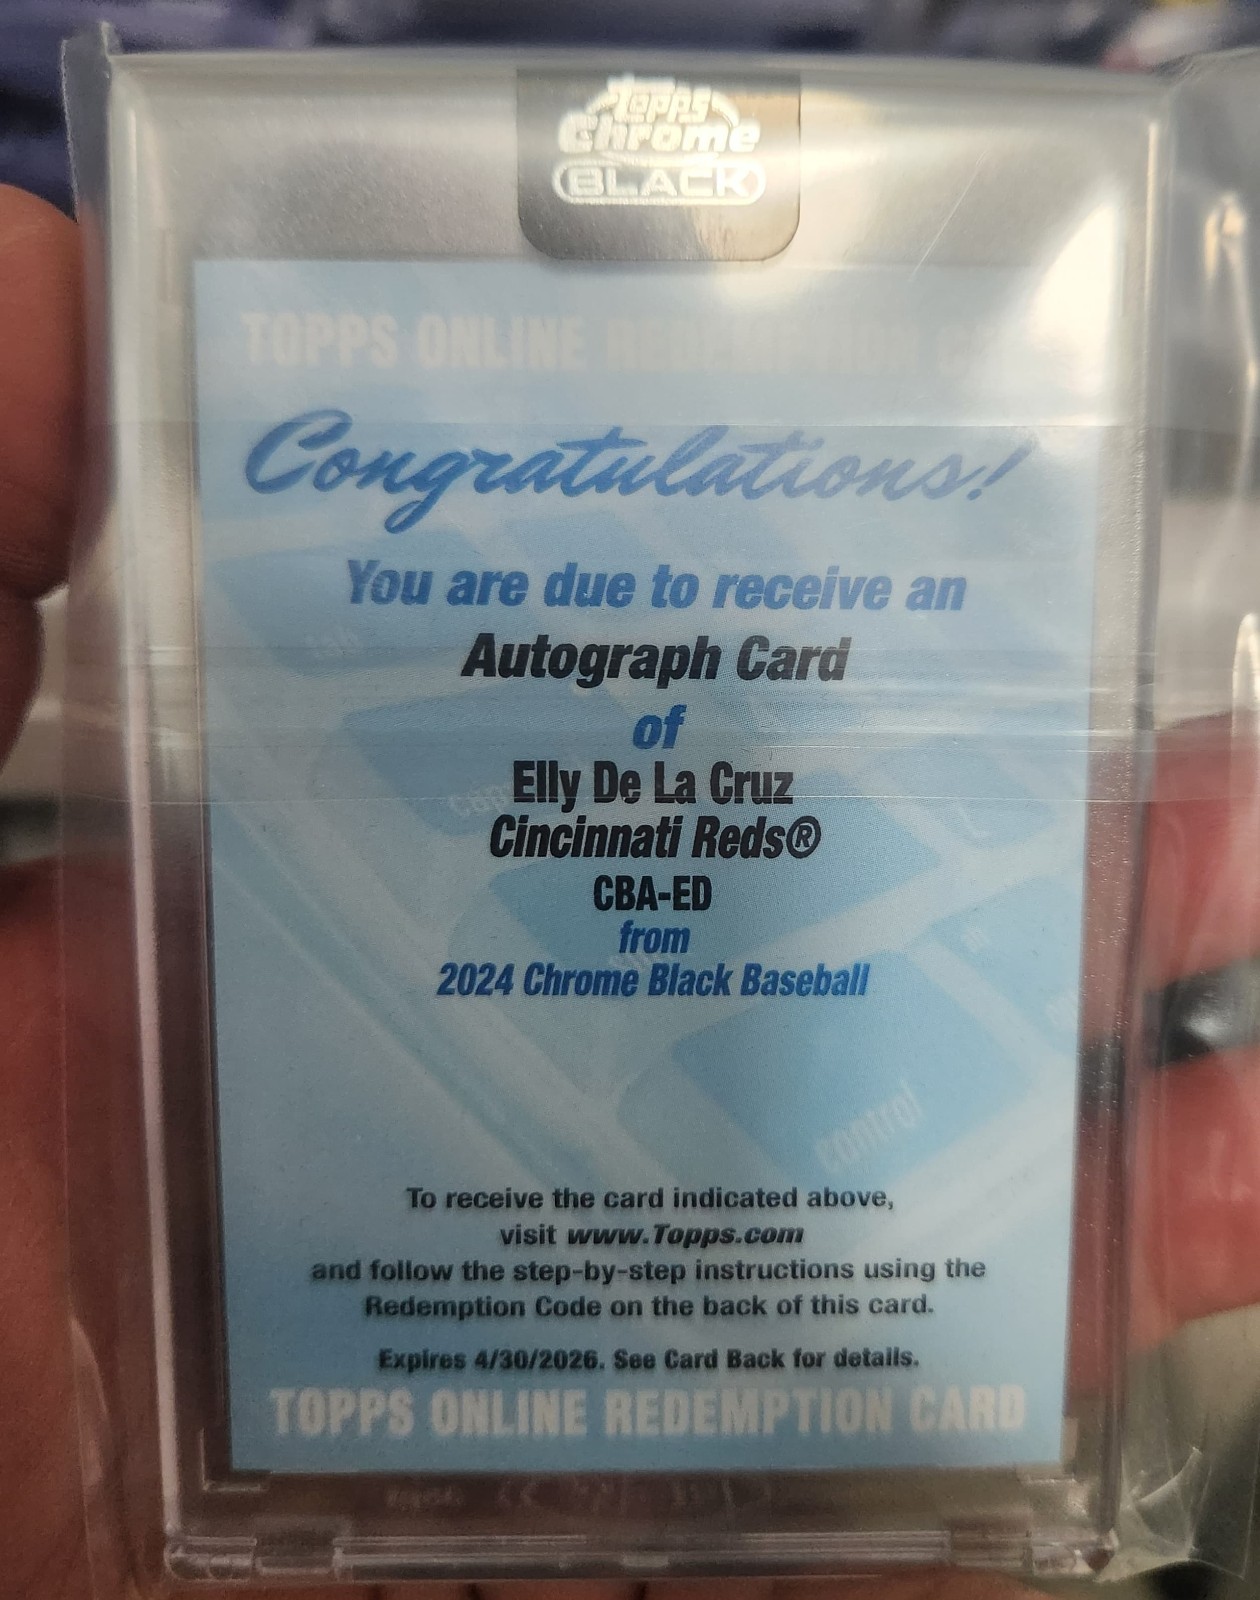 Topps
Chrome
BLACK
TOPPS ONLINE REDEMPTION
Congratulations!
You are due to receive an
Autograph Card
of
Elly De La Cruz
Cincinnati Reds®
CBA-ED
from
2024 Chrome Black Baseball
control
To receive the card indicated above,
visit www.Topps.com
and follow the step-by-step instructions using the
Redemption Code on the back of this card.
Expires 4/30/2026. See Card Back for details.
TOPPS ONLINE REDEMPTION CARD